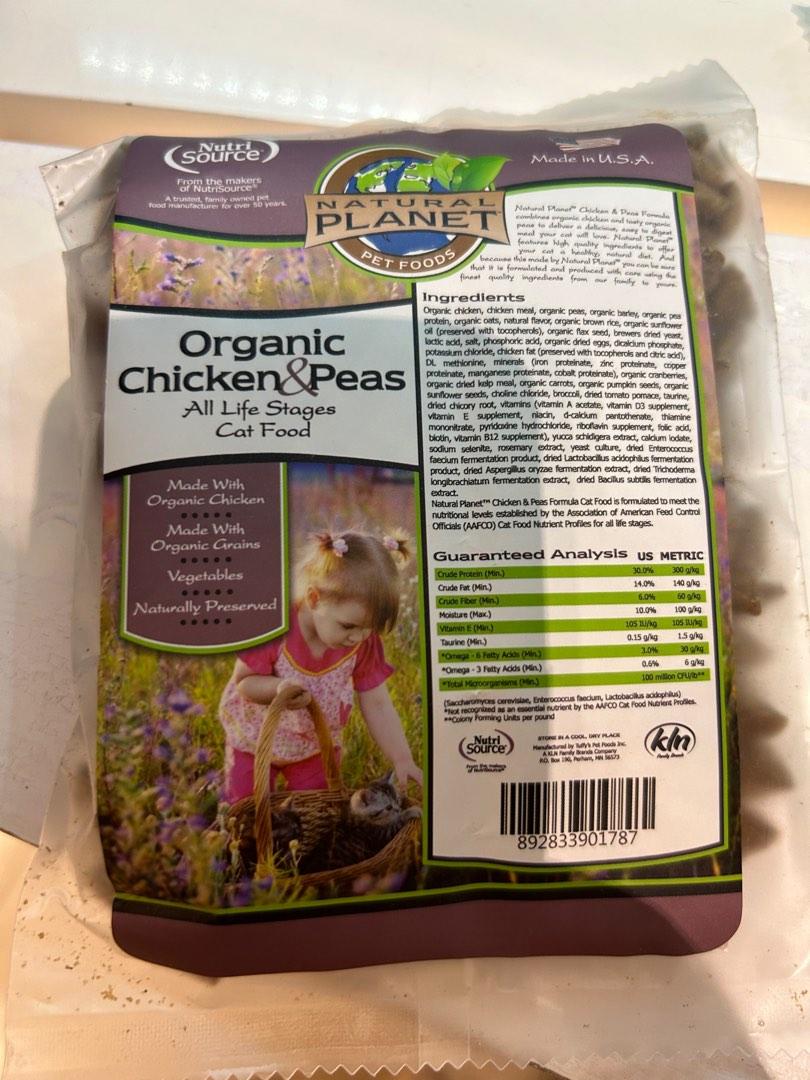 Nutri
Source®
From the makers
of NutriSource®
A trusted, family owned pet
food manufacturer for over 50 years.
NATURAL
PLANET™
PET FOODS
Made in U.S.A.
Natural Planet™ Chicken & Peas Formula
combines organic chicken and tasty organic
peas to deliver a delicious, easy to digest
meal your cat will love. Natural Planet™
features high quality ingredients to offer
your cat a healthy, natural diet. And
because this made by Natural Planet™ you can be sure
that it is formulated and produced with care using the
finest quality ingredients from our family to yours.
Organic
Chicken & Peas
All Life Stages
Cat Food
Made With
Organic Chicken
Made With
Organic Grains
Vegetables
Naturally Preserved
Ingredients
Organic chicken, chicken meal, organic peas, organic barley, organic pea
protein, organic oats, natural flavor, organic brown rice, organic sunflower
oil (preserved with tocopherols), organic flax seed, brewers dried yeast,
lactic acid, salt, phosphoric acid, organic dried eggs, dicalcium phosphate,
potassium chloride, chicken fat (preserved with tocopherols and citric acid),
DL methionine, minerals (iron proteinate, zinc proteinate, copper
proteinate, manganese proteinate, cobalt proteinate), organic cranberries,
organic dried kelp meal, organic carrots, organic pumpkin seeds, organic
sunflower seeds, choline chloride, broccoli, dried tomato pomace, taurine,
dried chicory root, vitamins (vitamin A acetate, vitamin D3 supplement,
vitamin E supplement, niacin, d-calcium pantothenate, thiamine
mononitrate, pyridoxine hydrochloride, riboflavin supplement, folic acid,
biotin, vitamin B12 supplement), yucca schidigera extract, calcium iodate,
sodium selenite, rosemary extract, yeast culture, dried Enterococcus
faecium fermentation product, dried Lactobacillus acidophilus fermentation
product, dried Aspergillus oryzae fermentation extract, dried Trichoderma
longibrachiatum fermentation extract, dried Bacillus subtilis fermentation
extract.
Natural Planet™ Chicken & Peas Formula Cat Food is formulated to meet the
nutritional levels established by the Association of American Feed Control
Officials (AAFCO) Cat Food Nutrient Profiles for all life stages.
Guaranteed Analysis US METRIC
Crude Protein (Min.) 30.0% 300 g/kg
Crude Fat (Min.) 14.0% 140 g/kg
Crude Fiber (Min.) 6.0% 60 g/kg
Moisture (Max.) 10.0% 100 g/kg
Vitamin E (Min.) 105 IU/kg 105 IU/kg
Taurine (Min.) 0.15 g/kg 1.5 g/kg
*Omega - 6 Fatty Acids (Min.) 3.0% 30 g/kg
*Omega - 3 Fatty Acids (Min.) 0.6% 6 g/kg
*Total Microorganisms (Min.) 100 million CFU/lb**
(Saccharomyces cerevisiae, Enterococcus faecium, Lactobacillus acidophilus)
*Not recognized as an essential nutrient by the AAFCO Cat Food Nutrient Profiles.
**Colony Forming Units per pound
Nutri
Source®
From the makers
of NutriSource®
STORE IN A COOL, DRY PLACE
Manufactured by Tuffy's Pet Foods Inc.
A KLN Family Brands Company
P.O. Box 190, Perham, MN 56573
kln
Family Brands
892833901787